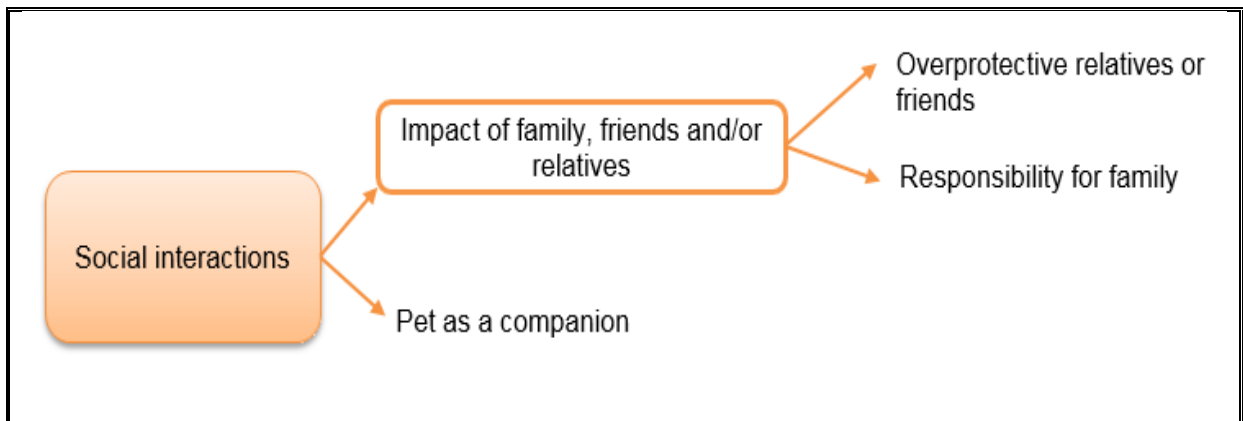 Social interactions
Impact of family, friends and/or
relatives
Pet as a companion
Overprotective relatives or
friends
Responsibility for family